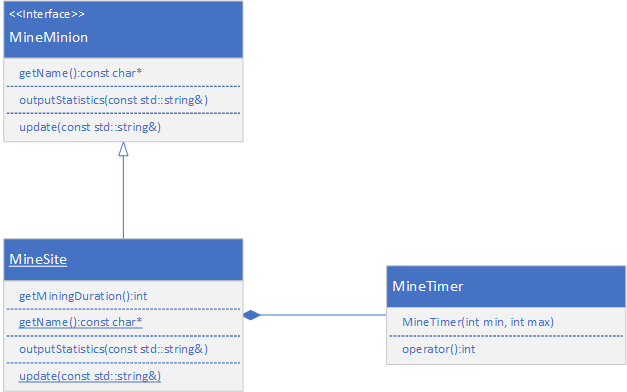 <<Interface>>
MineMinion
getName():const char*
outputStatistics(const std::string&)
update(const std::string&)
MineSite
getMiningDuration():int
getName():const char*
outputStatistics(const std::string&)
update(const std::string&)
MineTimer
MineTimer(int min, int max)
operator():int